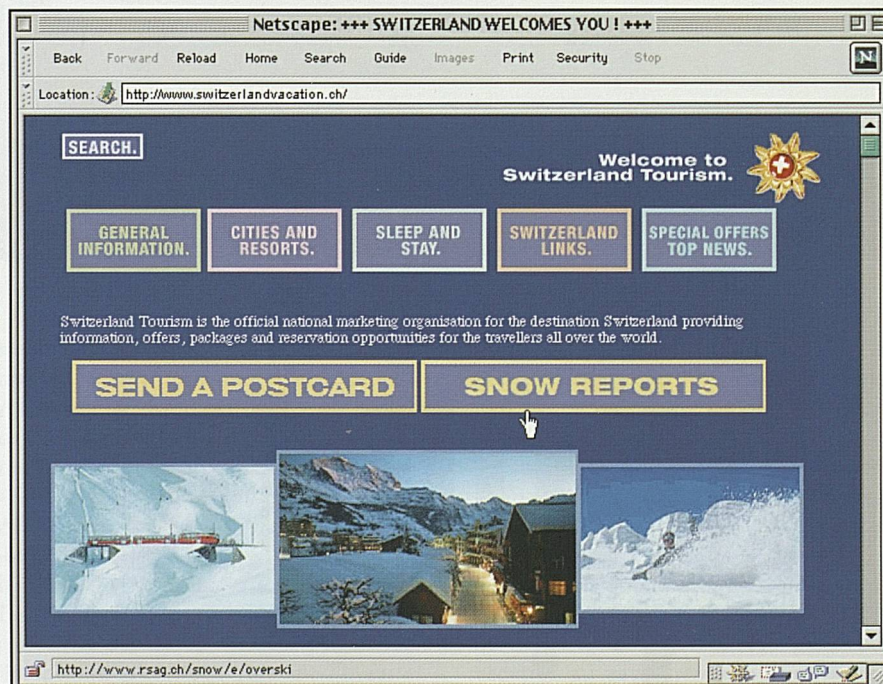 Netscape: +++ SWITZERLAND WELCOMES YOU ! +++
Back Forward Reload Home Search Guide Images Print Security Stop
N
Location: http://www.switzerlandvacation.ch/
SEARCH.
Welcome to
Switzerland Tourism.
GENERAL
INFORMATION.
CITIES AND
RESORTS.
SLEEP AND
STAY.
SWITZERLAND
LINKS.
SPECIAL OFFERS
TOP NEWS.
Switzerland Tourism is the official national marketing organisation for the destination Switzerland providing
information, offers, packages and reservation opportunities for the travellers all over the world.
SEND A POSTCARD
SNOW REPORTS
http://www.rsag.ch/snow/e/overski